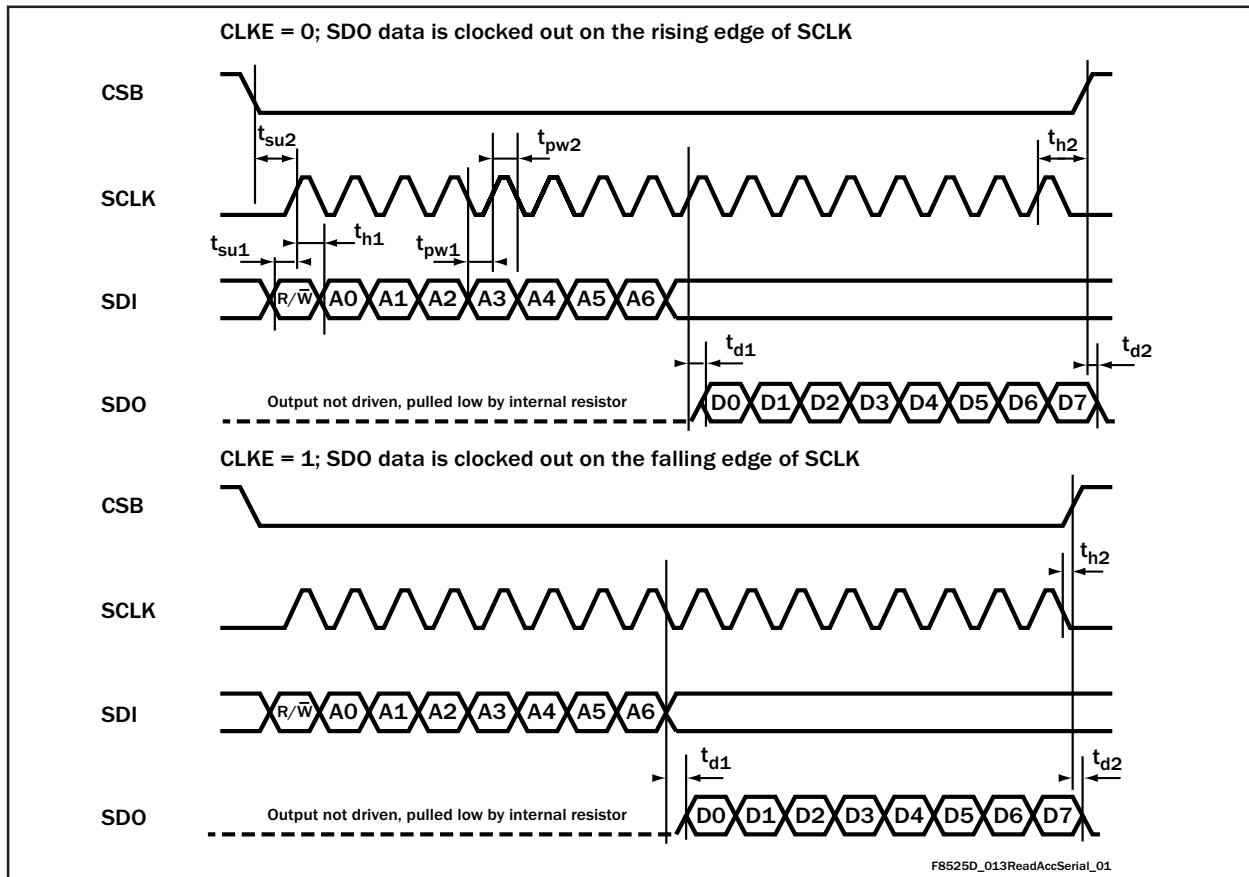 CLKE = 0; SDO data is clocked out on the rising edge of SCLK
CSB
t_su2
t_pw2
t_h2
SCLK
t_su1
t_h1
t_pw1
SDI
R/W̅ A0 A1 A2 A3 A4 A5 A6
t_d1
t_d2
SDO
Output not driven, pulled low by internal resistor
D0 D1 D2 D3 D4 D5 D6 D7
CLKE = 1; SDO data is clocked out on the falling edge of SCLK
CSB
t_h2
SCLK
SDI
R/W̅ A0 A1 A2 A3 A4 A5 A6
t_d1
t_d2
SDO
Output not driven, pulled low by internal resistor
D0 D1 D2 D3 D4 D5 D6 D7
F8525D_013ReadAccSerial_01